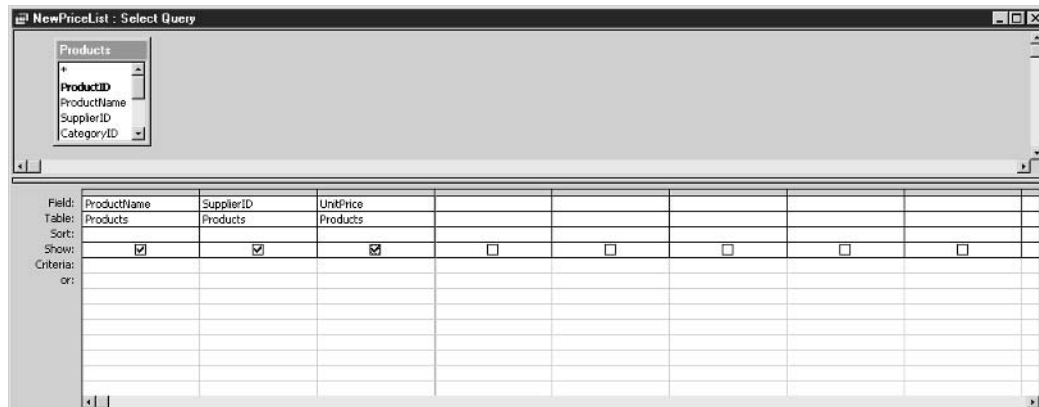 NewPriceList : Select Query
Products
*
ProductID
ProductName
SupplierID
CategoryID
Field: ProductName SupplierID UnitPrice
Table: Products Products Products
Sort:
Show:
Criteria:
or: